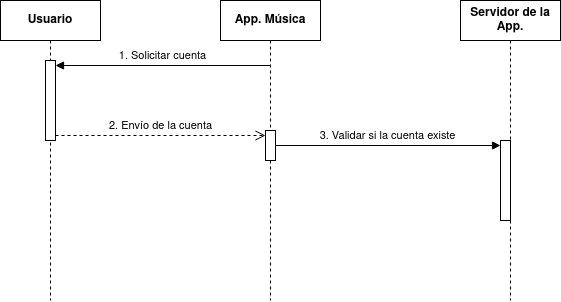 Usuario
App. Música
Servidor de la
App.
1. Solicitar cuenta
2. Envío de la cuenta
3. Validar si la cuenta existe